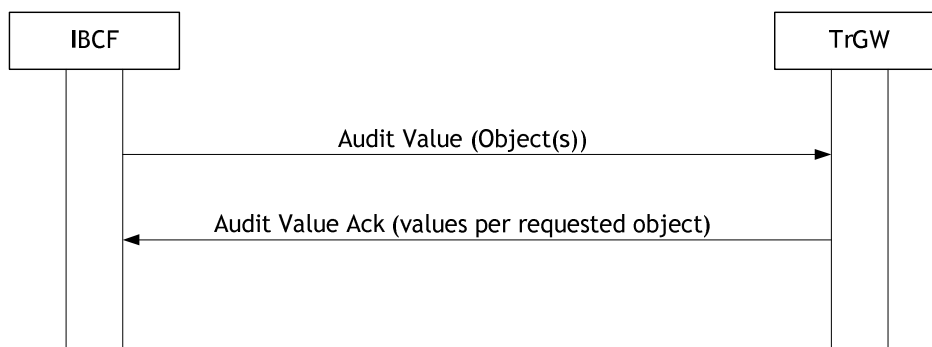 IBCF
TrGW
Audit Value (Object(s))
Audit Value Ack (values per requested object)